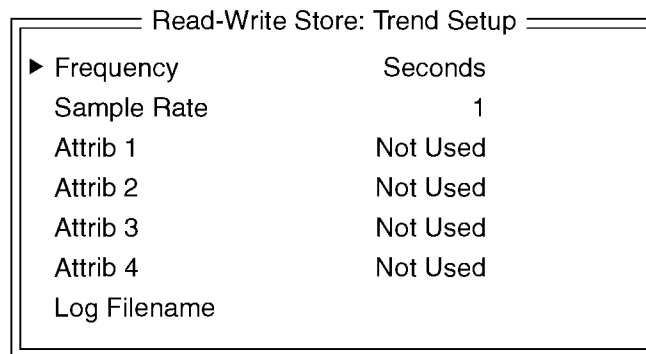 Read-Write Store: Trend Setup
Frequency Seconds
Sample Rate 1
Attrib 1 Not Used
Attrib 2 Not Used
Attrib 3 Not Used
Attrib 4 Not Used
Log Filename